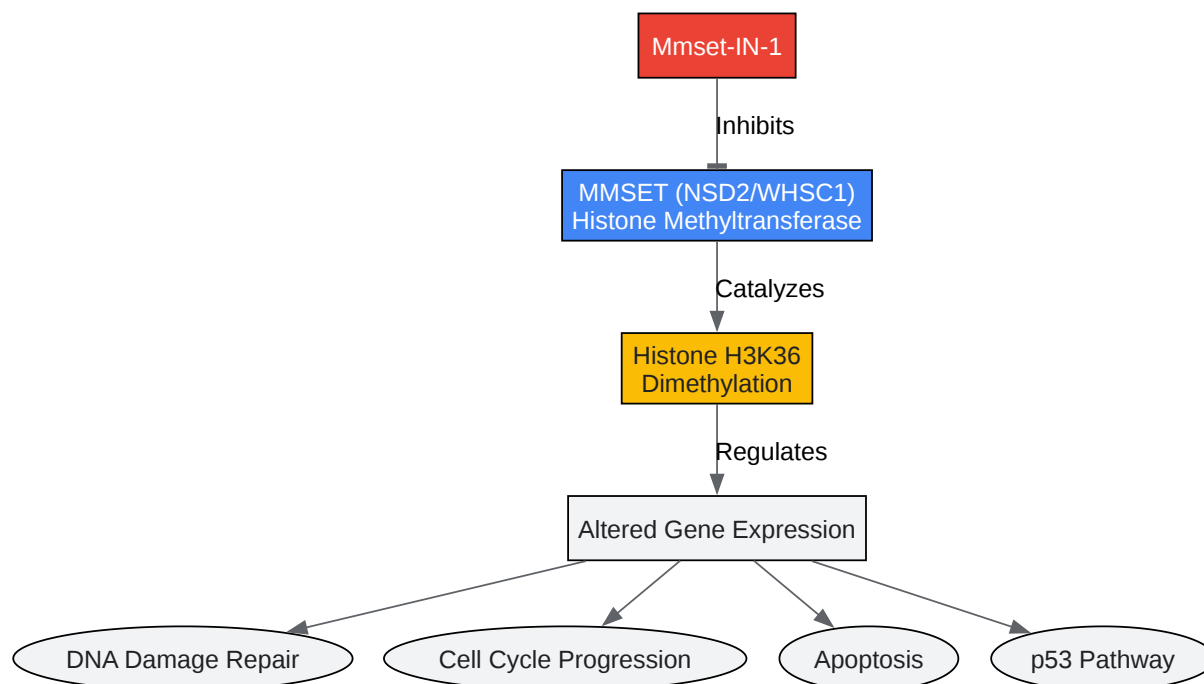 Mmset-IN-1
Inhibits
MMSET (NSD2/WHSC1)
Histone Methyltransferase
Catalyzes
Histone H3K36
Dimethylation
Regulates
Altered Gene Expression
DNA Damage Repair
Cell Cycle Progression
Apoptosis
p53 Pathway